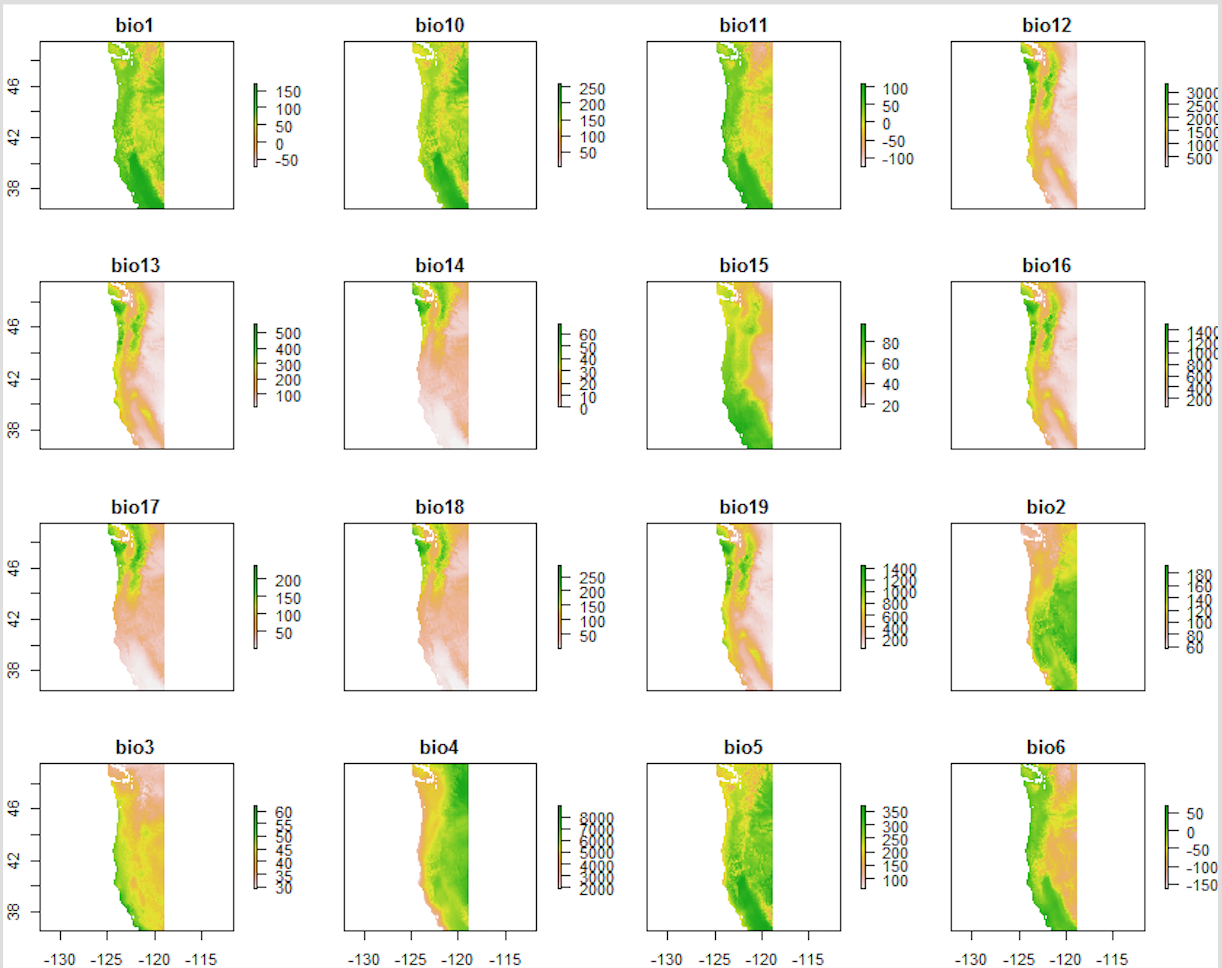 bio1 bio10 bio11 bio12
46 42 38
150 100 50 0 -50
250 200 150 100 50
100 50 0 -50 -100
3000 2500 2000 1500 1000 500
bio13 bio14 bio15 bio16
46 42 38
500 400 300 200 100
60 50 40 30 20 10 0
80 60 40 20
1400 1200 1000 800 600 400 200
bio17 bio18 bio19 bio2
46 42 38
200 150 100 50
250 200 150 100 50
1400 1200 1000 800 600 400 200
180 160 140 120 100 80 60
bio3 bio4 bio5 bio6
46 42 38
60 55 50 45 40 35 30
8000 7000 6000 5000 4000 3000 2000
350 300 250 200 150 100
50 0 -50 -100 -150
-130 -125 -120 -115 -130 -125 -120 -115 -130 -125 -120 -115 -130 -125 -120 -115